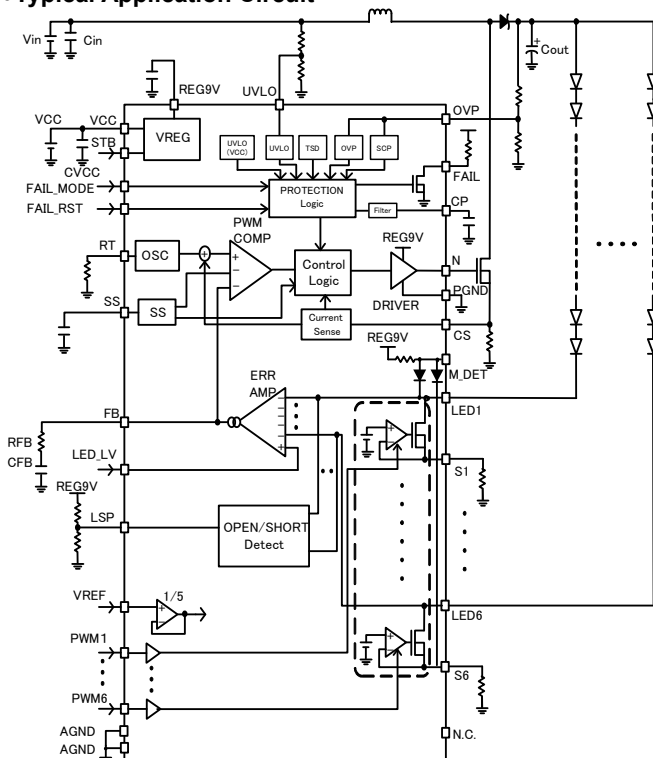 Typical Application Circuit
Vin
Cin
Cout
REG9V
UVLO
OVP
VCC
VCC
STB
VREG
CVCC
UVLO
(VCC)
UVLO
TSD
OVP
SCP
FAIL
FAIL_MODE
FAIL_RST
PROTECTION
Logic
Filter
CP
PWM
COMP
REG9V
RT
OSC
Control
Logic
N
DRIVER
PGND
SS
SS
Current
Sense
CS
REG9V
M_DET
ERR
AMP
LED1
FB
RFB
CFB
LED_LV
S1
REG9V
LSP
OPEN/SHORT
Detect
VREF
1/5
LED6
PWM1
S6
PWM6
AGND
AGND
N.C.